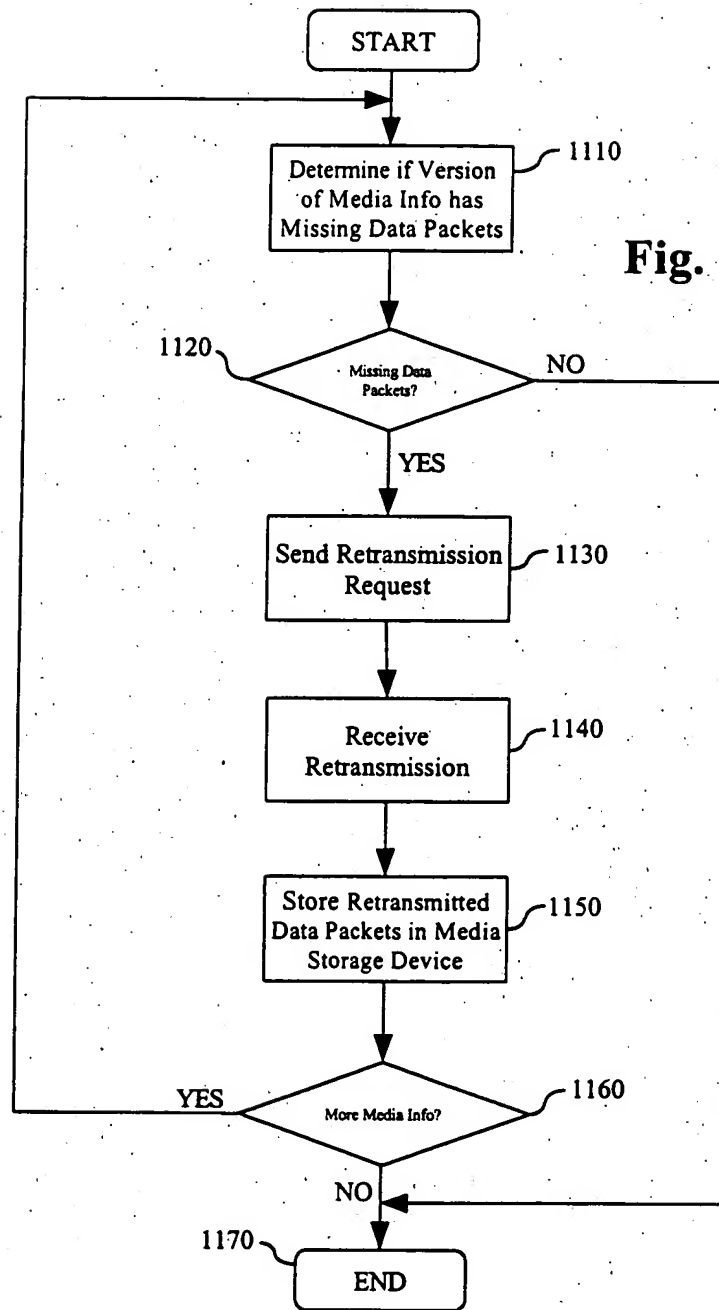 START
Determine if Version
of Media Info has
Missing Data Packets
1110
Fig.
1120
Missing Data
Packets?
NO
YES
Send Retransmission
Request
1130
Receive
Retransmission
1140
Store Retransmitted
Data Packets in Media
Storage Device
1150
YES
More Media Info?
1160
NO
1170
END